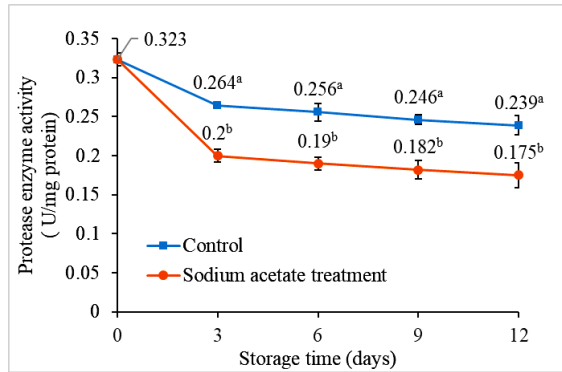 Protease enzyme activity
( U/mg protein)
0.35
0.3
0.25
0.2
0.15
0.1
0.05
0
0.323
0.264ᵃ
0.256ᵃ
0.246ᵃ
0.239ᵃ
0.2ᵇ
0.19ᵇ
0.182ᵇ
0.175ᵇ
Control
Sodium acetate treatment
0 3 6 9 12
Storage time (days)